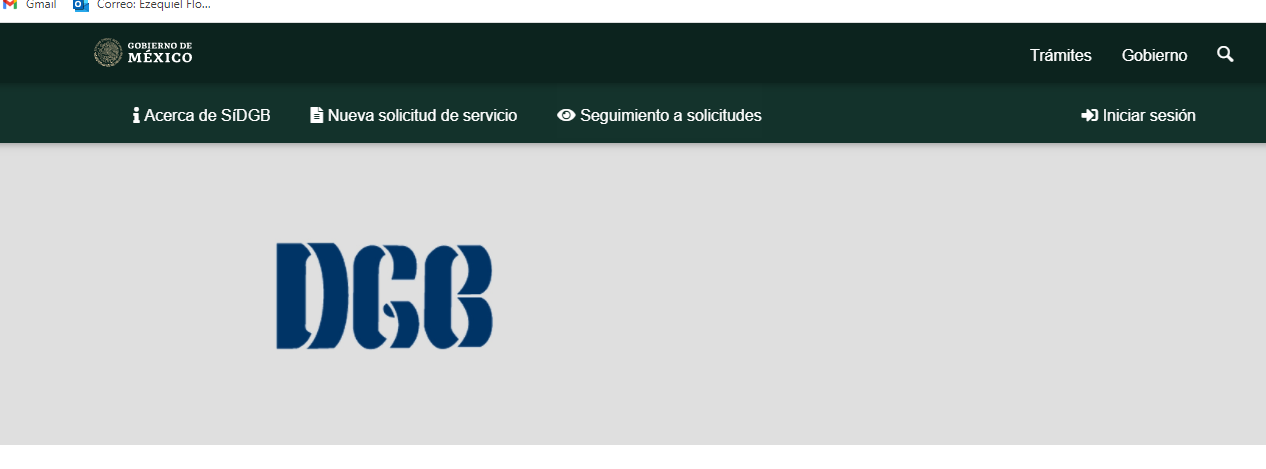 Gmail Correo: Ezequiel Flo...
GOBIERNO DE
MÉXICO
Trámites Gobierno
Acerca de SíDGB Nueva solicitud de servicio Seguimiento a solicitudes Iniciar sesión
DGB